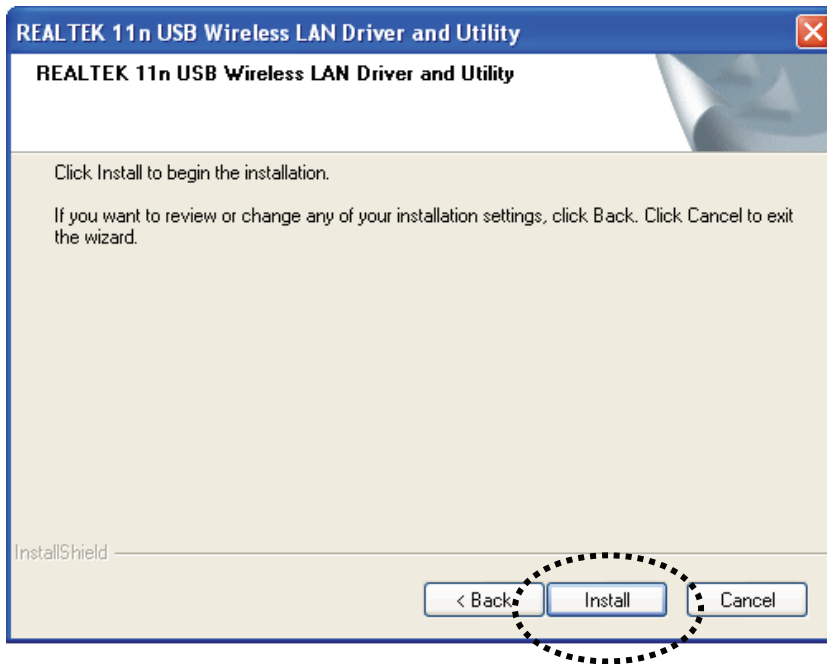 REALTEK 11n USB Wireless LAN Driver and Utility
REALTEK 11n USB Wireless LAN Driver and Utility
Click Install to begin the installation.
If you want to review or change any of your installation settings, click Back. Click Cancel to exit
the wizard.
InstallShield
< Back Install Cancel